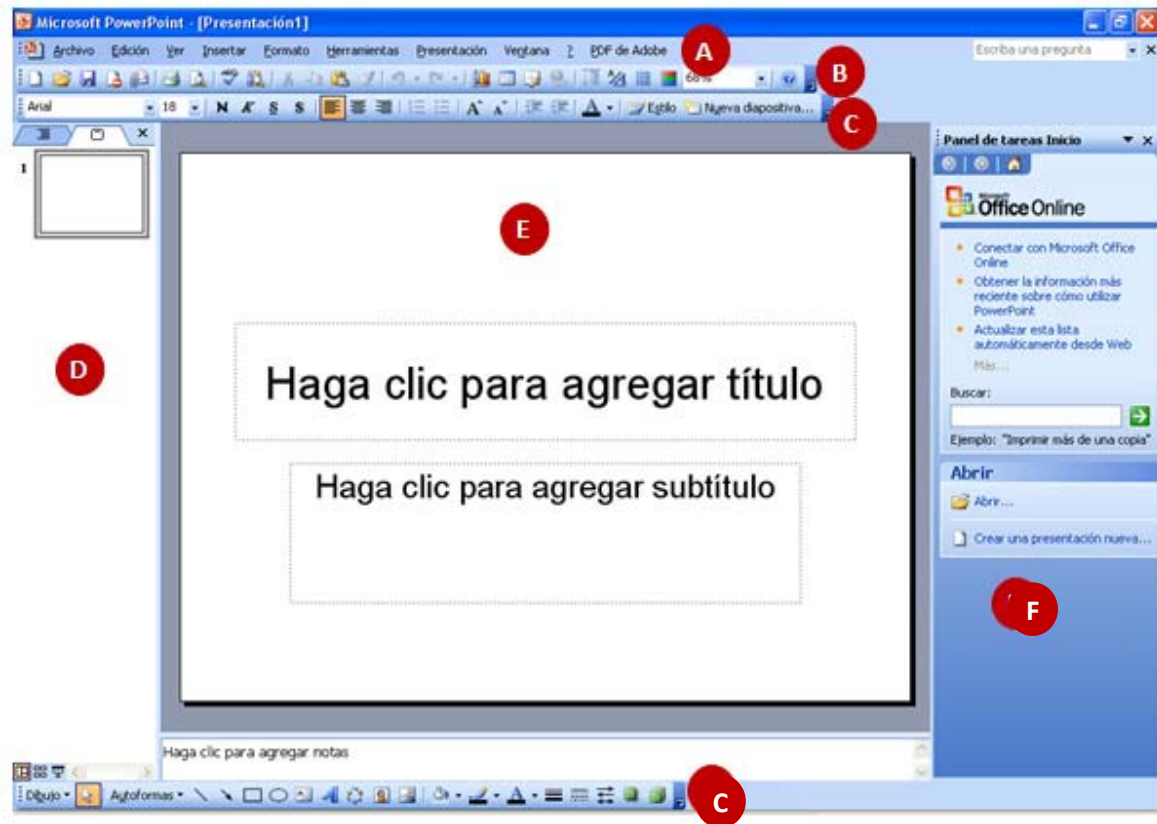 Microsoft PowerPoint - [Presentación1]
Archivo Edición Ver Insertar Formato Herramientas Presentación Ventana ? PDF de Adobe A Escriba una pregunta
68% B
Arial 18 N K S S A A A Estilo Nueva diapositiva... C
Panel de tareas Inicio
1
Microsoft
Office Online
E
Conectar con Microsoft Office
Online
Obtener la información más
reciente sobre cómo utilizar
PowerPoint
Actualizar esta lista
automáticamente desde Web
Más...
D
Haga clic para agregar título
Buscar:
Ejemplo: "Imprimir más de una copia"
Haga clic para agregar subtítulo
Abrir
Abrir...
Crear una presentación nueva...
F
Haga clic para agregar notas
Dibujo Autoformas A A C